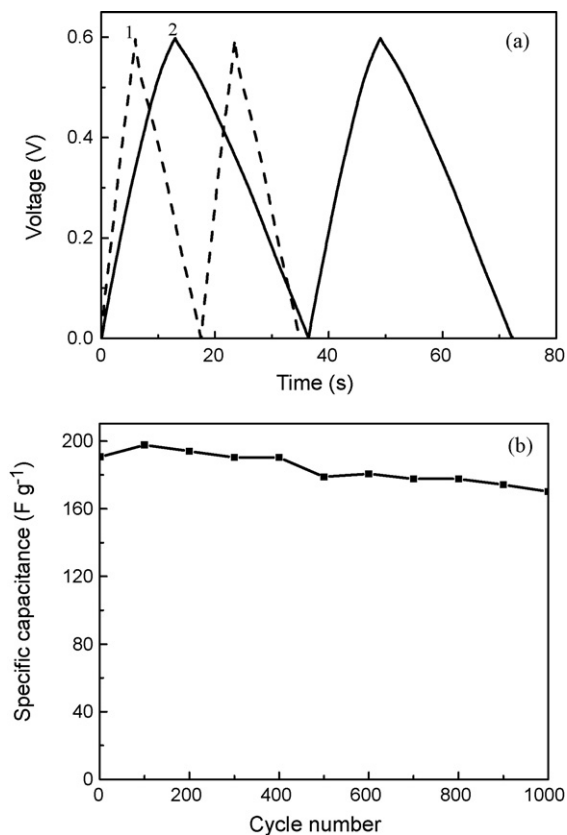 (a)
1 2
0.6
0.4
0.2
0.0
Voltage (V)
0 20 40 60 80
Time (s)
(b)
200
160
120
80
40
0
Specific capacitance (F g⁻¹)
0 200 400 600 800 1000
Cycle number